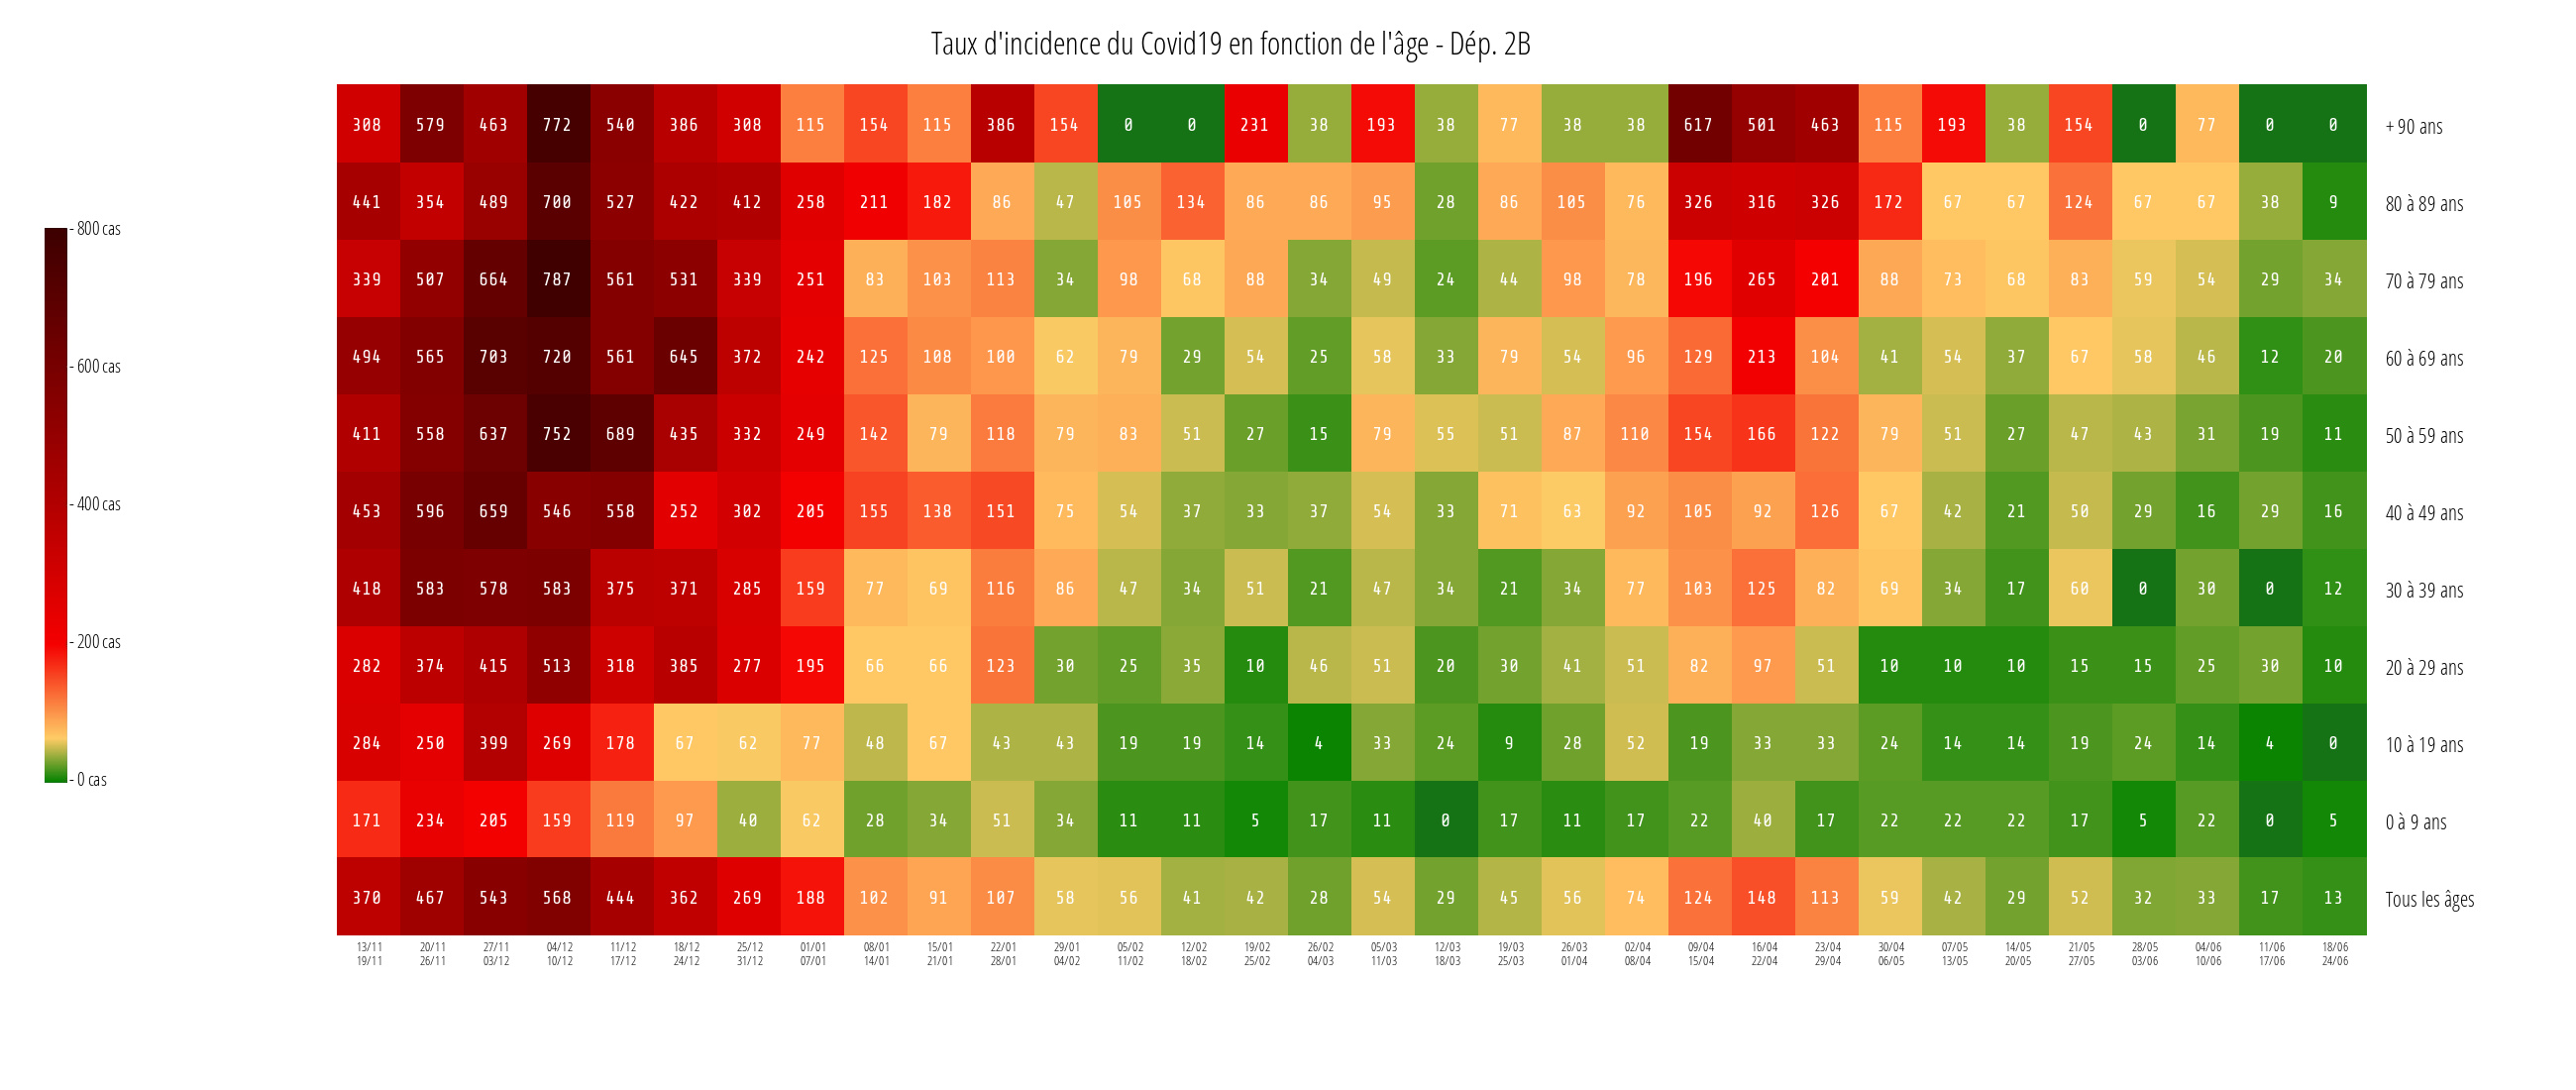 Taux d'incidence du Covid19 en fonction de l'âge - Dép. 2B
- 800 cas
- 600 cas
- 400 cas
- 200 cas
- 0 cas
308 579 463 772 540 386 308 115 154 115 386 154 0 0 231 38 193 38 77 38 38 617 501 463 115 193 38 154 0 77 0 0 + 90 ans
441 354 489 700 527 422 412 258 211 182 86 47 105 134 86 86 95 28 86 105 76 326 316 326 172 67 67 124 67 67 38 9 80 à 89 ans
339 507 664 787 561 531 339 251 83 103 113 34 98 68 88 34 49 24 44 98 78 196 265 201 88 73 68 83 59 54 29 34 70 à 79 ans
494 565 703 720 561 645 372 242 125 108 100 62 79 29 54 25 58 33 79 54 96 129 213 104 41 54 37 67 58 46 12 20 60 à 69 ans
411 558 637 752 689 435 332 249 142 79 118 79 83 51 27 15 79 55 51 87 110 154 166 122 79 51 27 47 43 31 19 11 50 à 59 ans
453 596 659 546 558 252 302 205 155 138 151 75 54 37 33 37 54 33 71 63 92 105 92 126 67 42 21 50 29 16 29 16 40 à 49 ans
418 583 578 583 375 371 285 159 77 69 116 86 47 34 51 21 47 34 21 34 77 103 125 82 69 34 17 60 0 30 0 12 30 à 39 ans
282 374 415 513 318 385 277 195 66 66 123 30 25 35 10 46 51 20 30 41 51 82 97 51 10 10 10 15 15 25 30 10 20 à 29 ans
284 250 399 269 178 67 62 77 48 67 43 43 19 19 14 4 33 24 9 28 52 19 33 33 24 14 14 19 24 14 4 0 10 à 19 ans
171 234 205 159 119 97 40 62 28 34 51 34 11 11 5 17 11 0 17 11 17 22 40 17 22 22 22 17 5 22 0 5 0 à 9 ans
370 467 543 568 444 362 269 188 102 91 107 58 56 41 42 28 54 29 45 56 74 124 148 113 59 42 29 52 32 33 17 13 Tous les âges
13/11 20/11 27/11 04/12 11/12 18/12 25/12 01/01 08/01 15/01 22/01 29/01 05/02 12/02 19/02 26/02 05/03 12/03 19/03 26/03 02/04 09/04 16/04 23/04 30/04 07/05 14/05 21/05 28/05 04/06 11/06 18/06
19/11 26/11 03/12 10/12 17/12 24/12 31/12 07/01 14/01 21/01 28/01 04/02 11/02 18/02 25/02 04/03 11/03 18/03 25/03 01/04 08/04 15/04 22/04 29/04 06/05 13/05 20/05 27/05 03/06 10/06 17/06 24/06